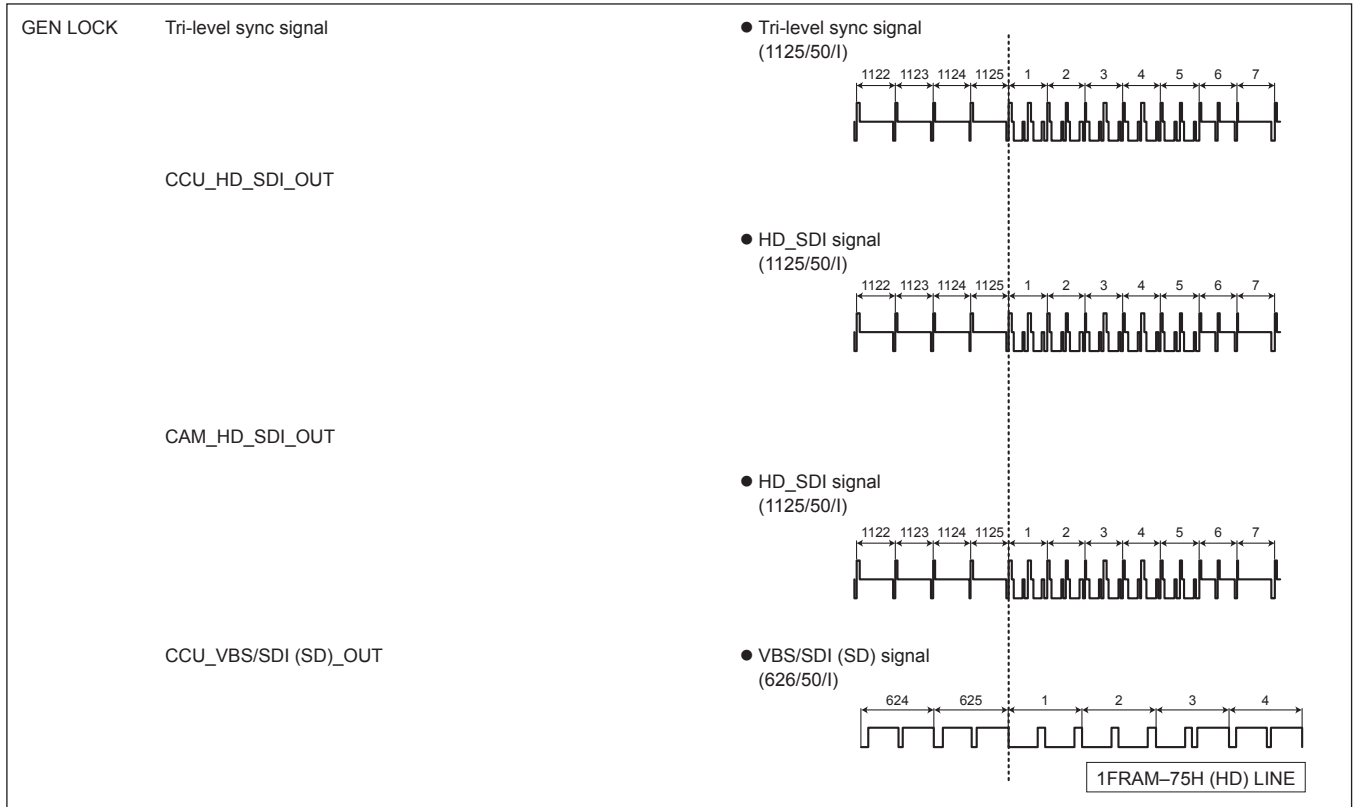 GEN LOCK Tri-level sync signal ● Tri-level sync signal
(1125/50/I)
1122 1123 1124 1125 1 2 3 4 5 6 7
CCU_HD_SDI_OUT
● HD_SDI signal
(1125/50/I)
1122 1123 1124 1125 1 2 3 4 5 6 7
CAM_HD_SDI_OUT
● HD_SDI signal
(1125/50/I)
1122 1123 1124 1125 1 2 3 4 5 6 7
CCU_VBS/SDI (SD)_OUT ● VBS/SDI (SD) signal
(626/50/I)
624 625 1 2 3 4
1FRAM–75H (HD) LINE